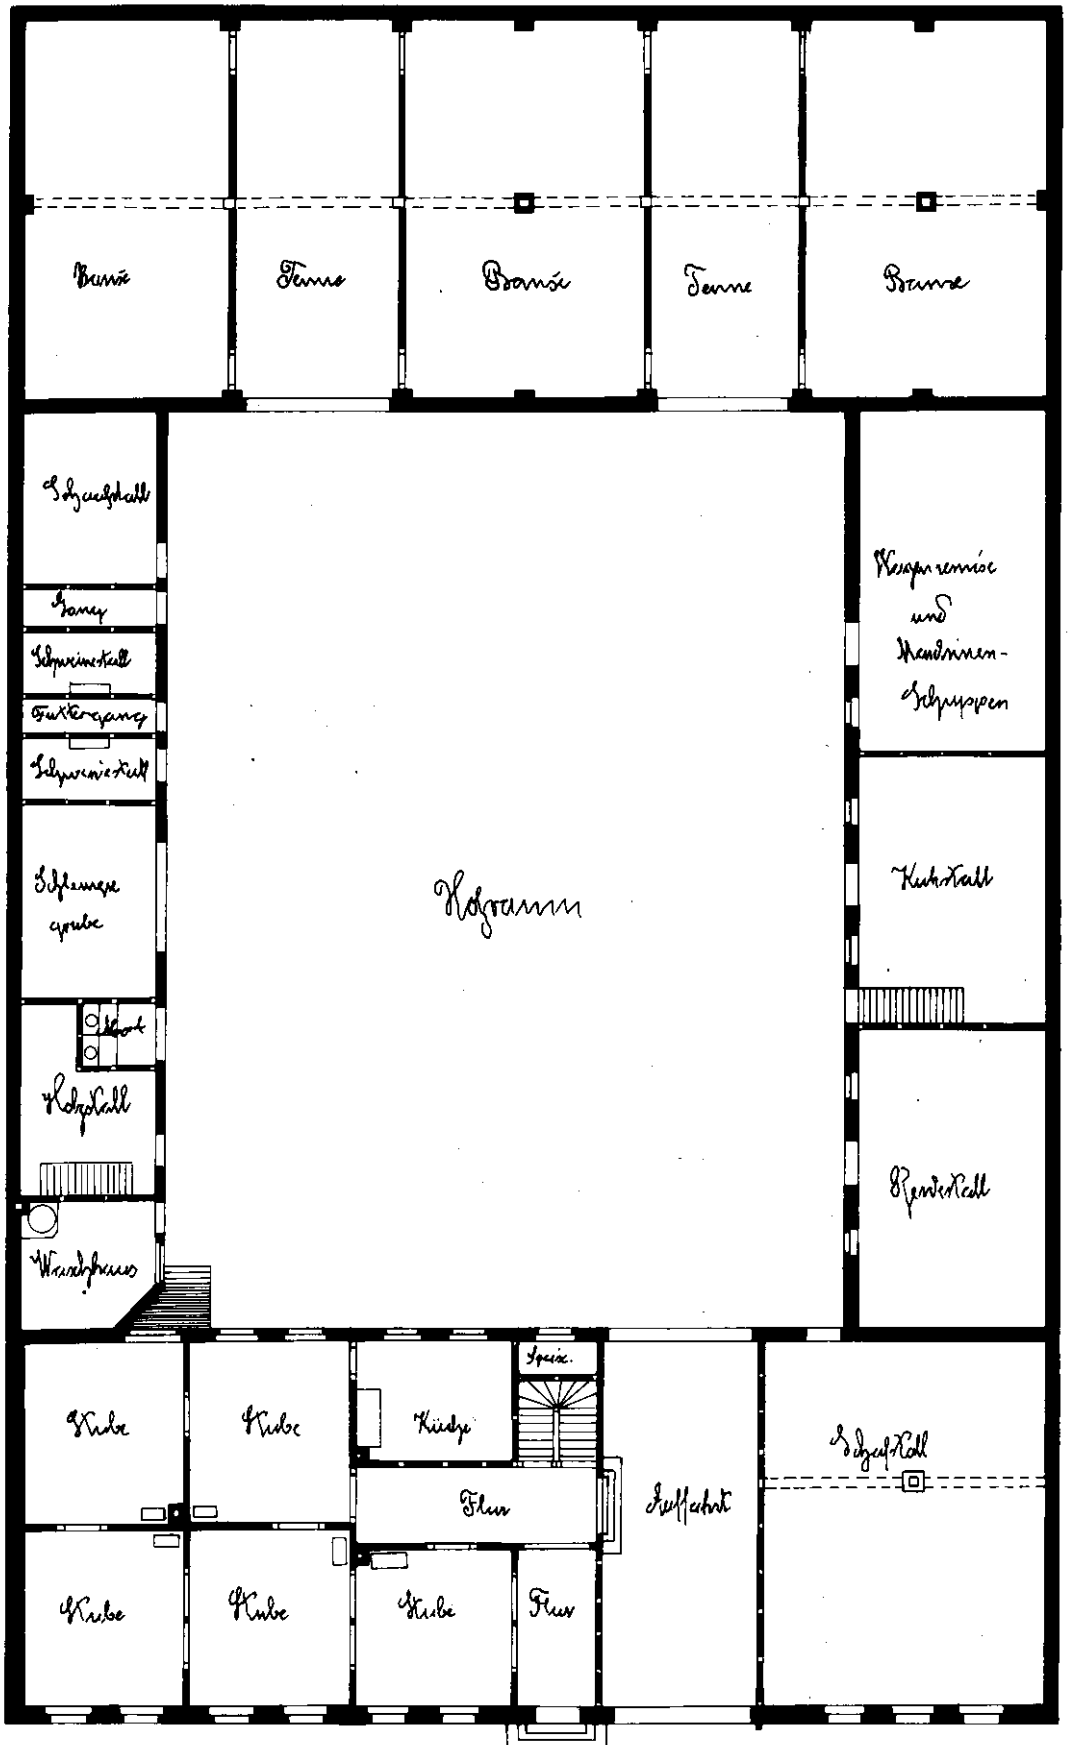 Banse
Tenne
Banse
Tenne
Banse
Schafstall
Gang
Schweinestall
Futtergang
Schweinestall
grube
Abort
Holzstall
Waschhaus
Hofraum
Wagenremise
und
Maschinen-
Schuppen
Kuhstall
Pferdestall
Stube
Stube
Küche
Speise.
Flur
Auffahrt
Schafstall
Stube
Stube
Stube
Flur